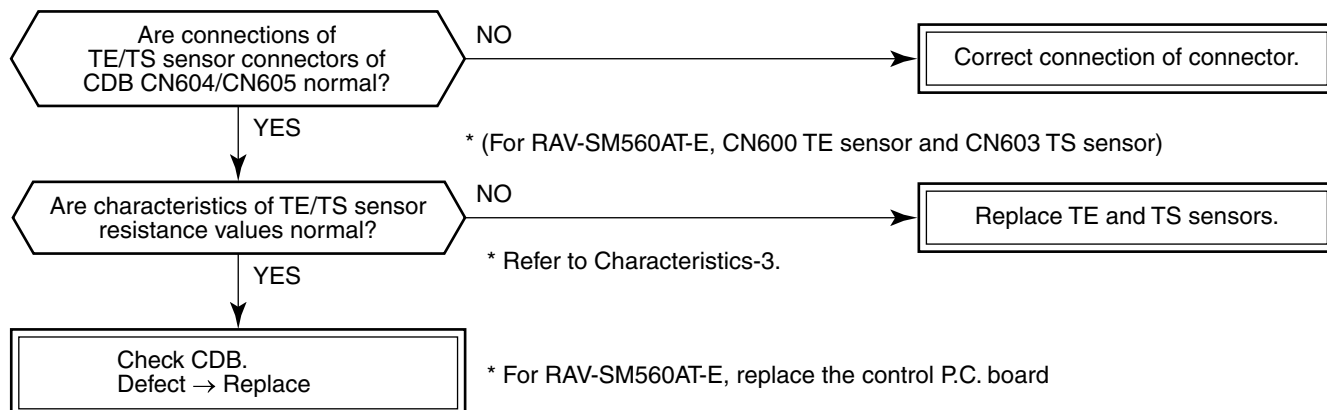 Are connections of
TE/TS sensor connectors of
CDB CN604/CN605 normal?
NO
Correct connection of connector.
YES
* (For RAV-SM560AT-E, CN600 TE sensor and CN603 TS sensor)
Are characteristics of TE/TS sensor
resistance values normal?
NO
Replace TE and TS sensors.
* Refer to Characteristics-3.
YES
Check CDB.
Defect → Replace
* For RAV-SM560AT-E, replace the control P.C. board